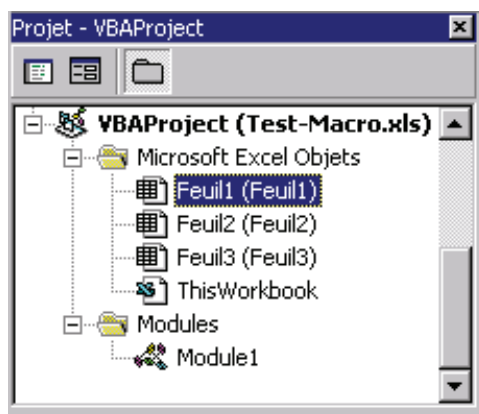 Projet - VBAProject
VBAProject (Test-Macro.xls)
Microsoft Excel Objets
Feuil1 (Feuil1)
Feuil2 (Feuil2)
Feuil3 (Feuil3)
ThisWorkbook
Modules
Module1